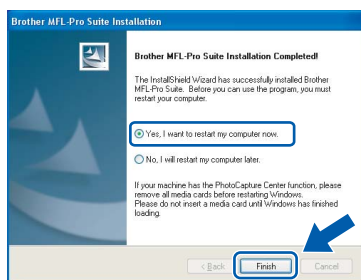 Brother MFL-Pro Suite Installation
Brother MFL-Pro Suite Installation Completed!
The InstallShield Wizard has successfully installed Brother
MFL-Pro Suite. Before you can use the program, you must
restart your computer.
Yes, I want to restart my computer now.
No, I will restart my computer later.
If your machine has the PhotoCapture Center function, please
remove all media cards before restarting Windows.
Please do not insert a media card until Windows has finished
loading.
< Back
Finish
Cancel